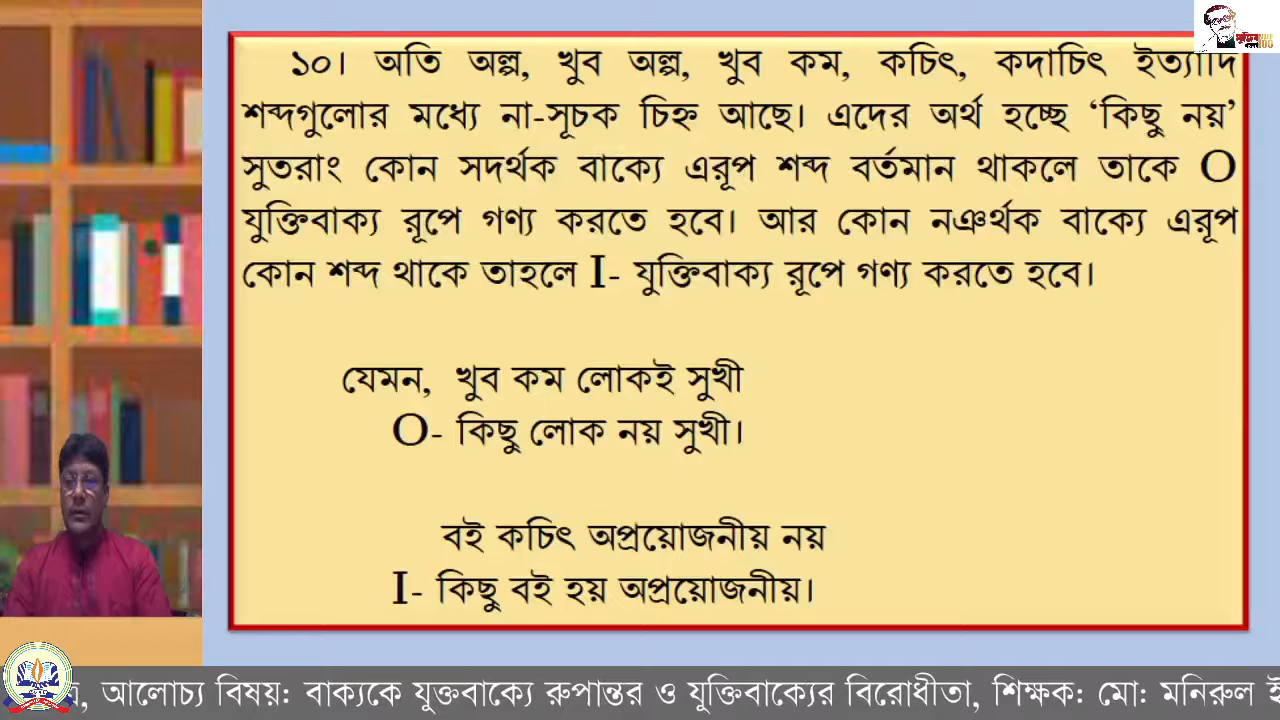 ১০। অতি অল্প, খুব অল্প, খুব কম, কচিৎ, কদাচিৎ ইত্যাদি
শব্দগুলোর মধ্যে না-সূচক চিহ্ন আছে। এদের অর্থ হচ্ছে ‘কিছু নয়’
সুতরাং কোন সদর্থক বাক্যে এরূপ শব্দ বর্তমান থাকলে তাকে O
যুক্তিবাক্য রূপে গণ্য করতে হবে। আর কোন নঞর্থক বাক্যে এরূপ
কোন শব্দ থাকে তাহলে I- যুক্তিবাক্য রূপে গণ্য করতে হবে।
যেমন, খুব কম লোকই সুখী
O- কিছু লোক নয় সুখী।
বই কচিৎ অপ্রয়োজনীয় নয়
I- কিছু বই হয় অপ্রয়োজনীয়।
আলোচ্য বিষয়: বাক্যকে যুক্তবাক্যে রুপান্তর ও যুক্তিবাক্যের বিরোধীতা, শিক্ষক: মো: মনিরুল